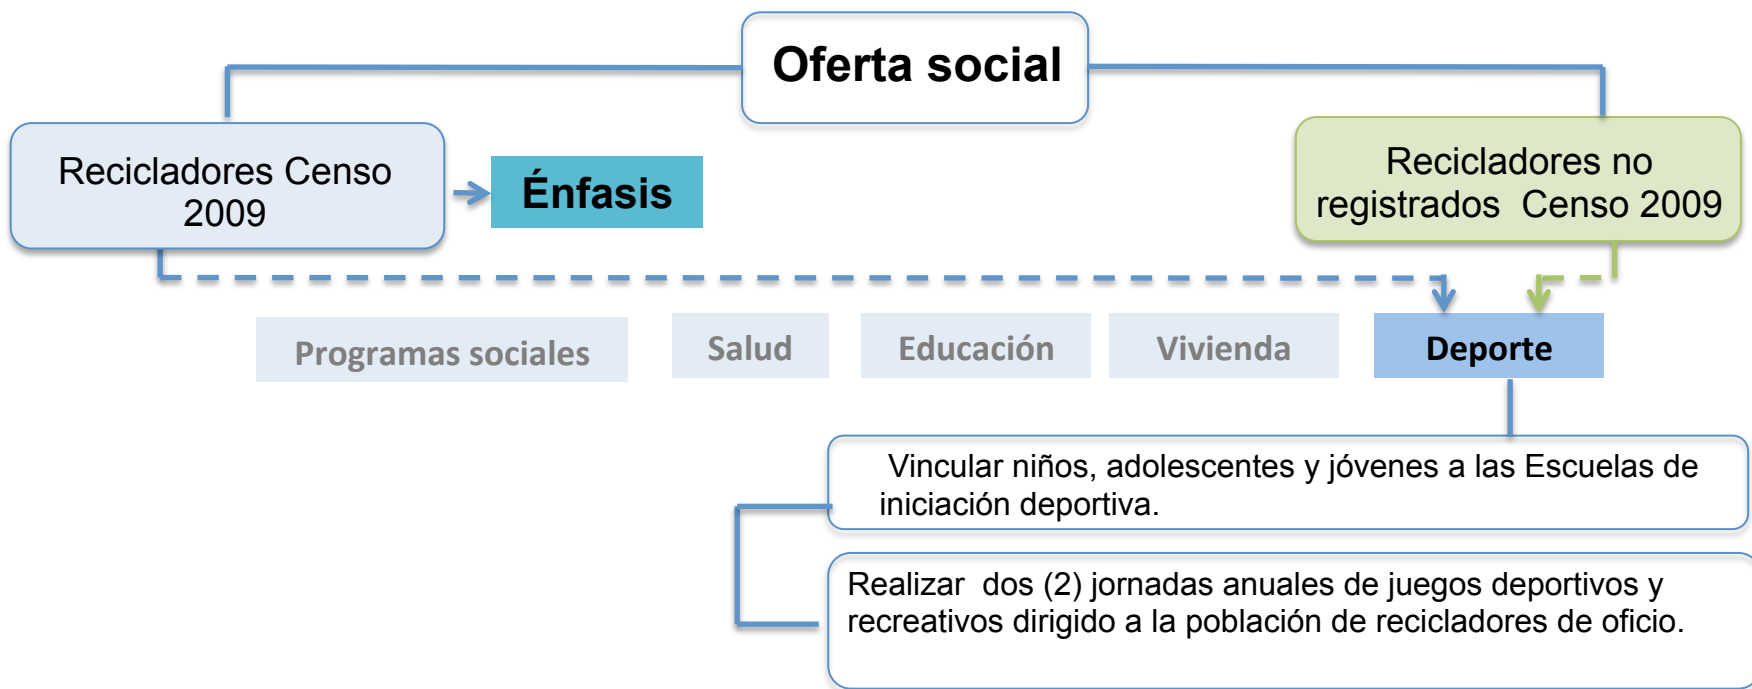 Oferta social
Recicladores Censo
2009
Énfasis
Recicladores no
registrados Censo 2009
Programas sociales
Salud
Educación
Vivienda
Deporte
Vincular niños, adolescentes y jóvenes a las Escuelas de
iniciación deportiva.
Realizar dos (2) jornadas anuales de juegos deportivos y
recreativos dirigido a la población de recicladores de oficio.